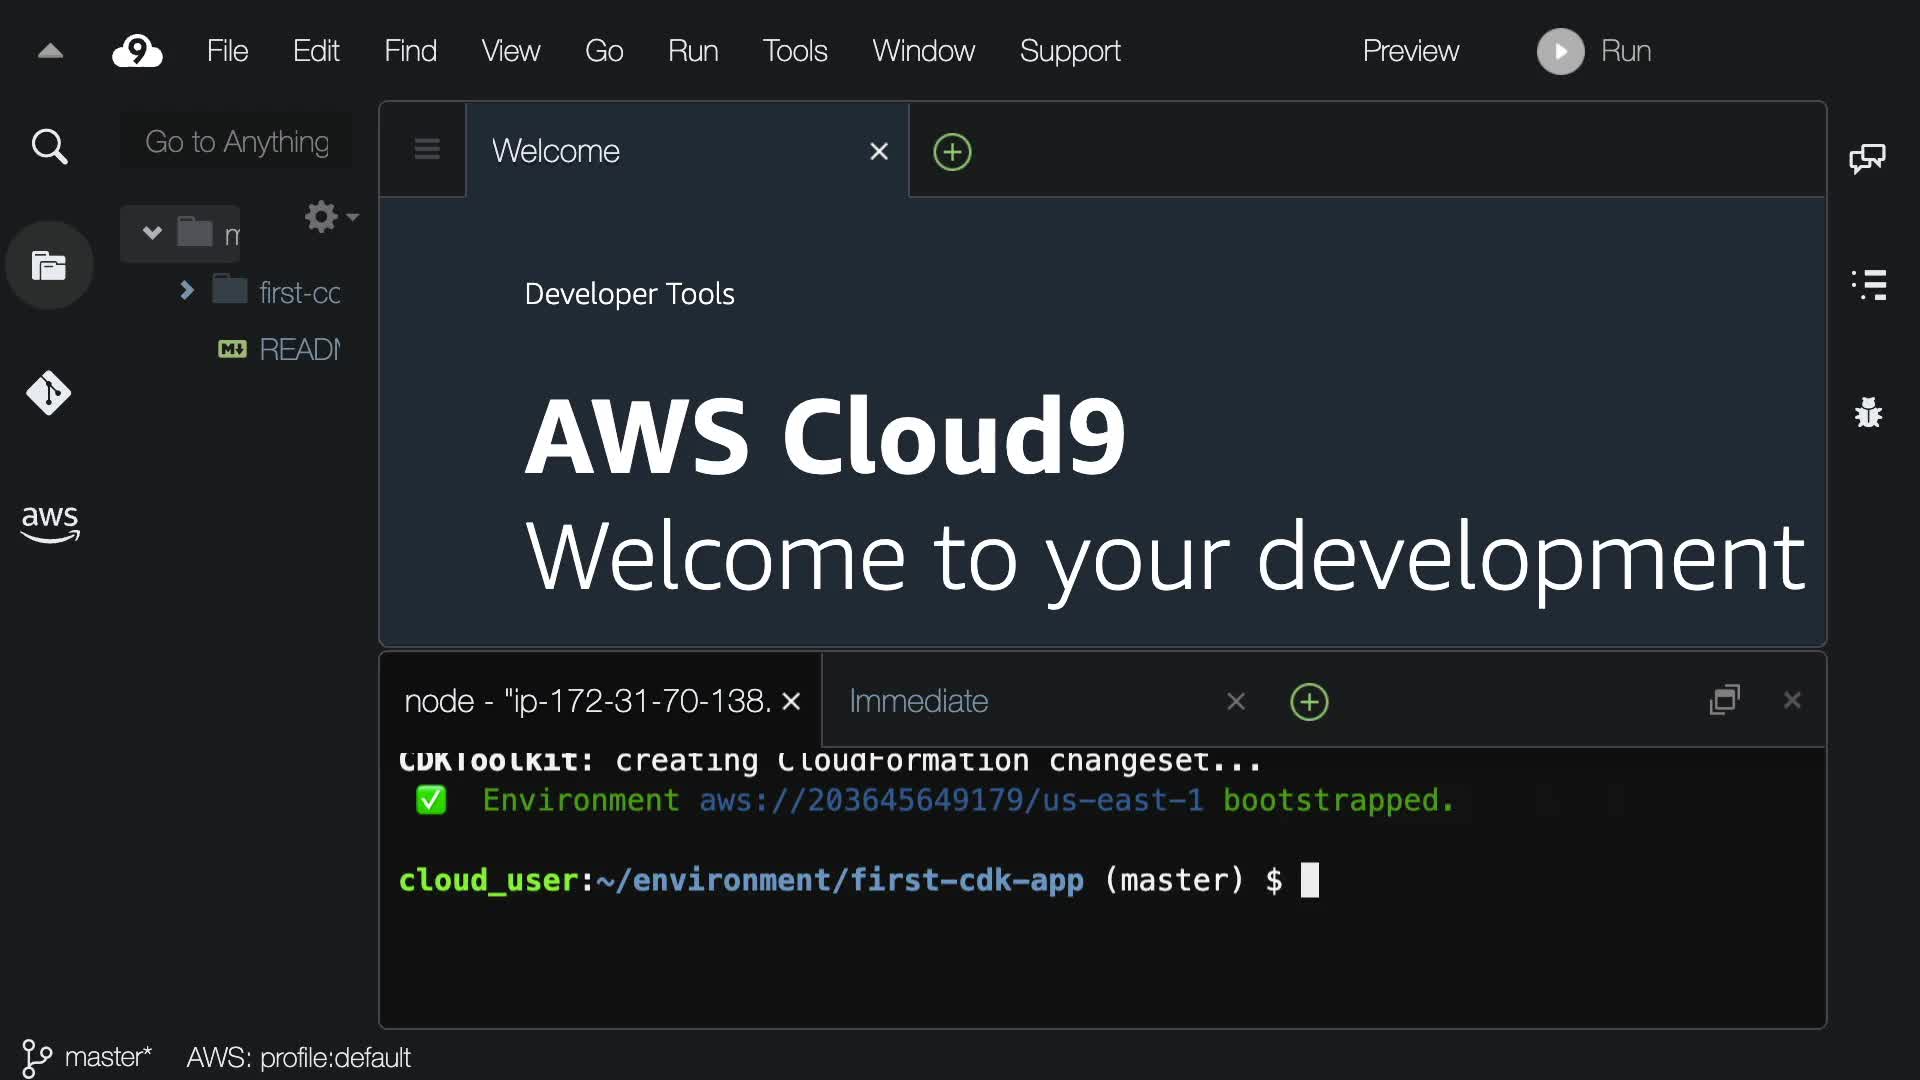 9 File Edit Find View Go Run Tools Window Support Preview Run
Go to Anything
Welcome
m
first-cc
READM
Developer Tools
AWS Cloud9
Welcome to your development
aws
node - "ip-172-31-70-138.
Immediate
CDKToolkit: creating CloudFormation changeset...
✅ Environment aws://203645649179/us-east-1 bootstrapped.
cloud_user:~/environment/first-cdk-app (master) $
master* AWS: profile:default